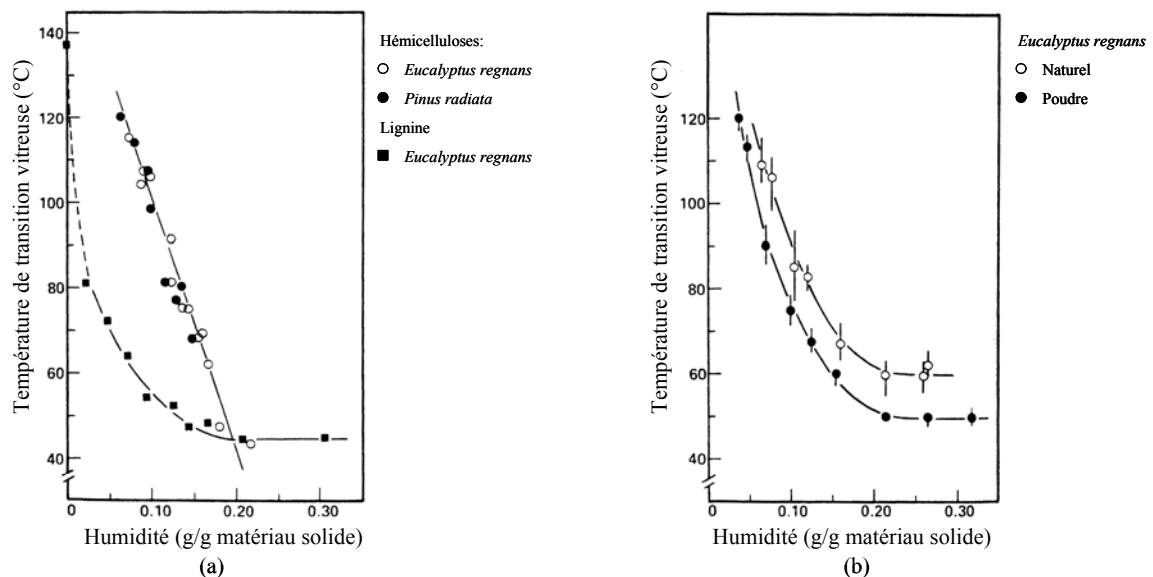 Température de transition vitreuse (°C)
140
120
100
80
60
40
0
0.10
0.20
0.30
Humidité (g/g matériau solide)
(a)
Hémicelluloses:
Eucalyptus regnans
Pinus radiata
Lignine
Eucalyptus regnans
Température de transition vitreuse (°C)
120
100
80
60
40
0
0.10
0.20
0.30
Humidité (g/g matériau solide)
(b)
Eucalyptus regnans
Naturel
Poudre